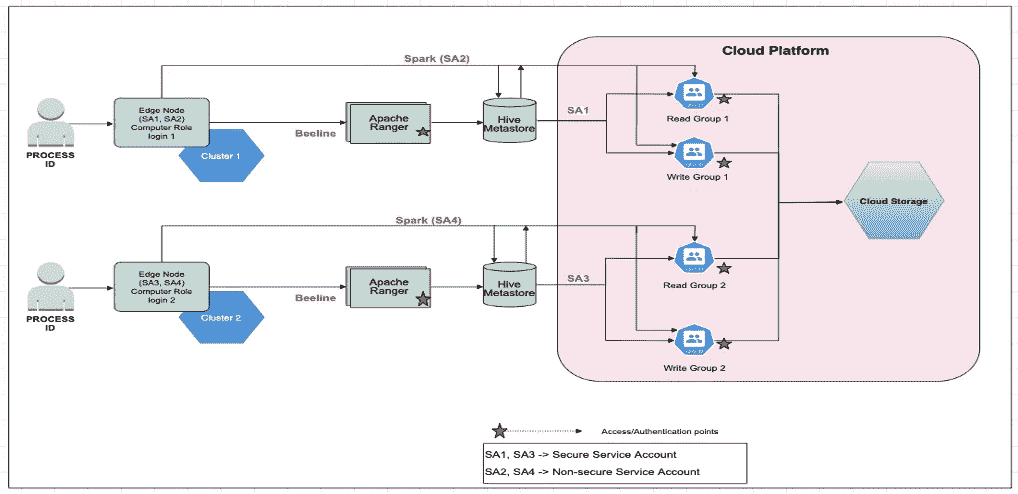 Cloud Platform
Spark (SA2)
Edge Node
(SA1, SA2)
Computer Role
login 1
Cluster 1
PROCESS
ID
Beeline
Apache
Ranger
Hive
Metastore
SA1
Read Group 1
Write Group 1
Cloud Storage
Spark (SA4)
Edge Node
(SA3, SA4)
Computer Role
login 2
Cluster 2
PROCESS
ID
Beeline
Apache
Ranger
Hive
Metastore
SA3
Read Group 2
Write Group 2
Access/Authentication points
SA1, SA3 -> Secure Service Account
SA2, SA4 -> Non-secure Service Account